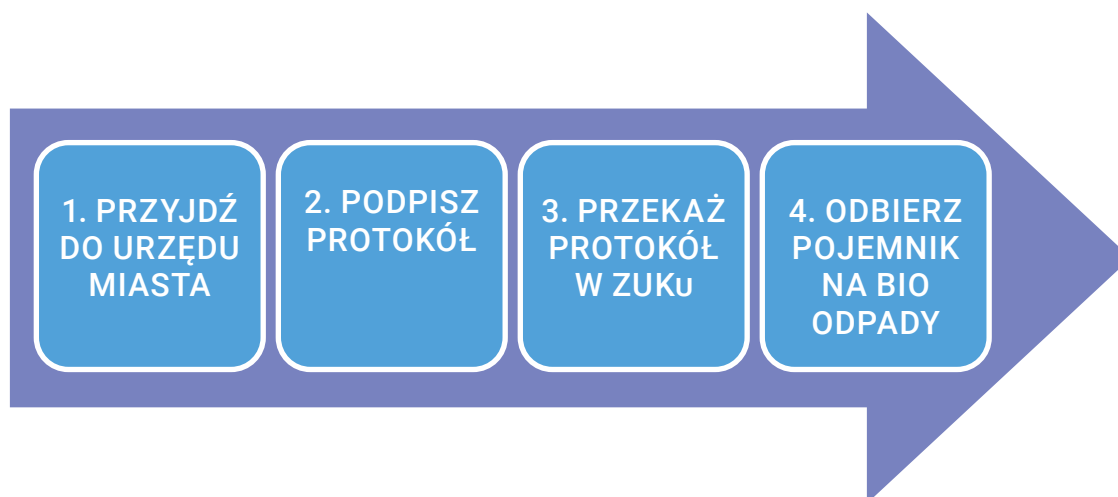 1. PRZYJDŹ
DO URZĘDU
MIASTA
2. PODPISZ
PROTOKÓŁ
3. PRZEKAŻ
PROTOKÓŁ
W ZUKu
4. ODBIERZ
POJEMNIK
NA BIO
ODPADY